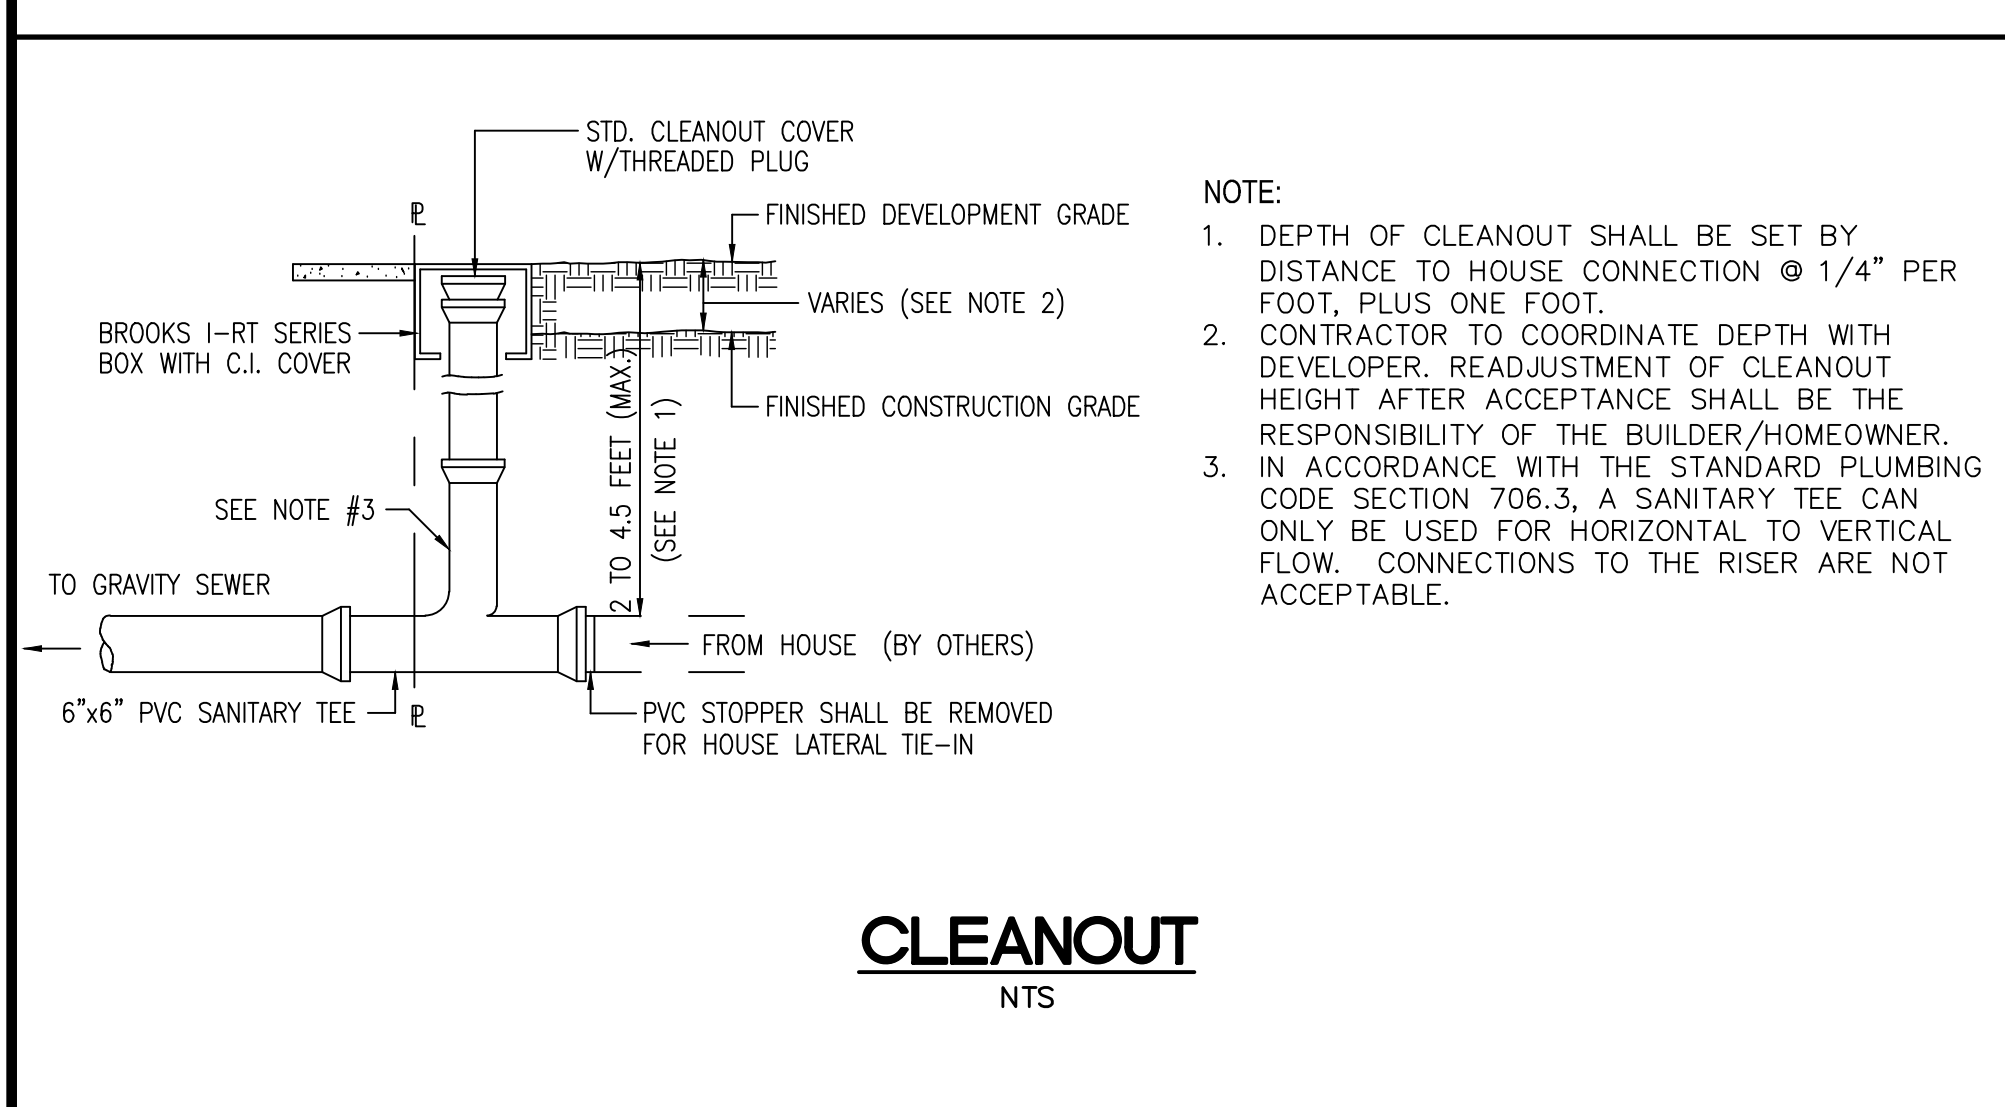 STD. CLEANOUT COVER
W/THREADED PLUG
℄
FINISHED DEVELOPMENT GRADE
VARIES (SEE NOTE 2)
BROOKS I-RT SERIES
BOX WITH C.I. COVER
FINISHED CONSTRUCTION GRADE
2 TO 4.5 FEET (MAX.)
(SEE NOTE 1)
SEE NOTE #3
TO GRAVITY SEWER
FROM HOUSE (BY OTHERS)
6"x6" PVC SANITARY TEE
℄
PVC STOPPER SHALL BE REMOVED
FOR HOUSE LATERAL TIE-IN
NOTE:
1. DEPTH OF CLEANOUT SHALL BE SET BY
DISTANCE TO HOUSE CONNECTION @ 1/4" PER
FOOT, PLUS ONE FOOT.
2. CONTRACTOR TO COORDINATE DEPTH WITH
DEVELOPER. READJUSTMENT OF CLEANOUT
HEIGHT AFTER ACCEPTANCE SHALL BE THE
RESPONSIBILITY OF THE BUILDER/HOMEOWNER.
3. IN ACCORDANCE WITH THE STANDARD PLUMBING
CODE SECTION 706.3, A SANITARY TEE CAN
ONLY BE USED FOR HORIZONTAL TO VERTICAL
FLOW. CONNECTIONS TO THE RISER ARE NOT
ACCEPTABLE.
CLEANOUT
NTS